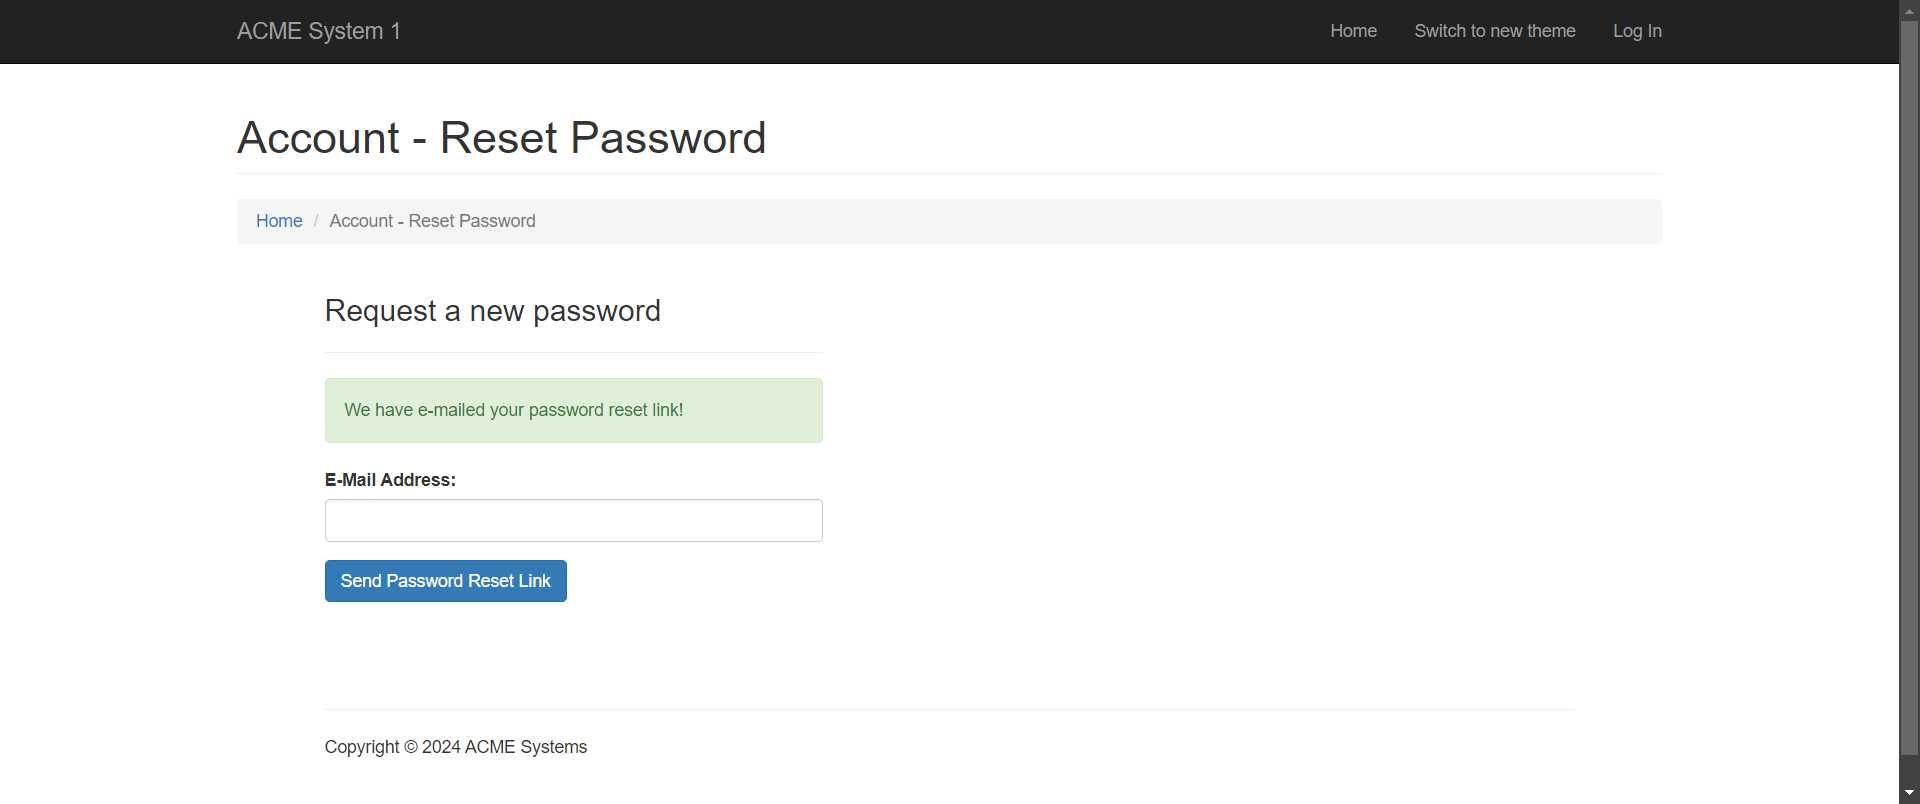 ACME System 1
Home
Switch to new theme
Log In
Account - Reset Password
Home / Account - Reset Password
Request a new password
We have e-mailed your password reset link!
E-Mail Address:
Send Password Reset Link
Copyright © 2024 ACME Systems